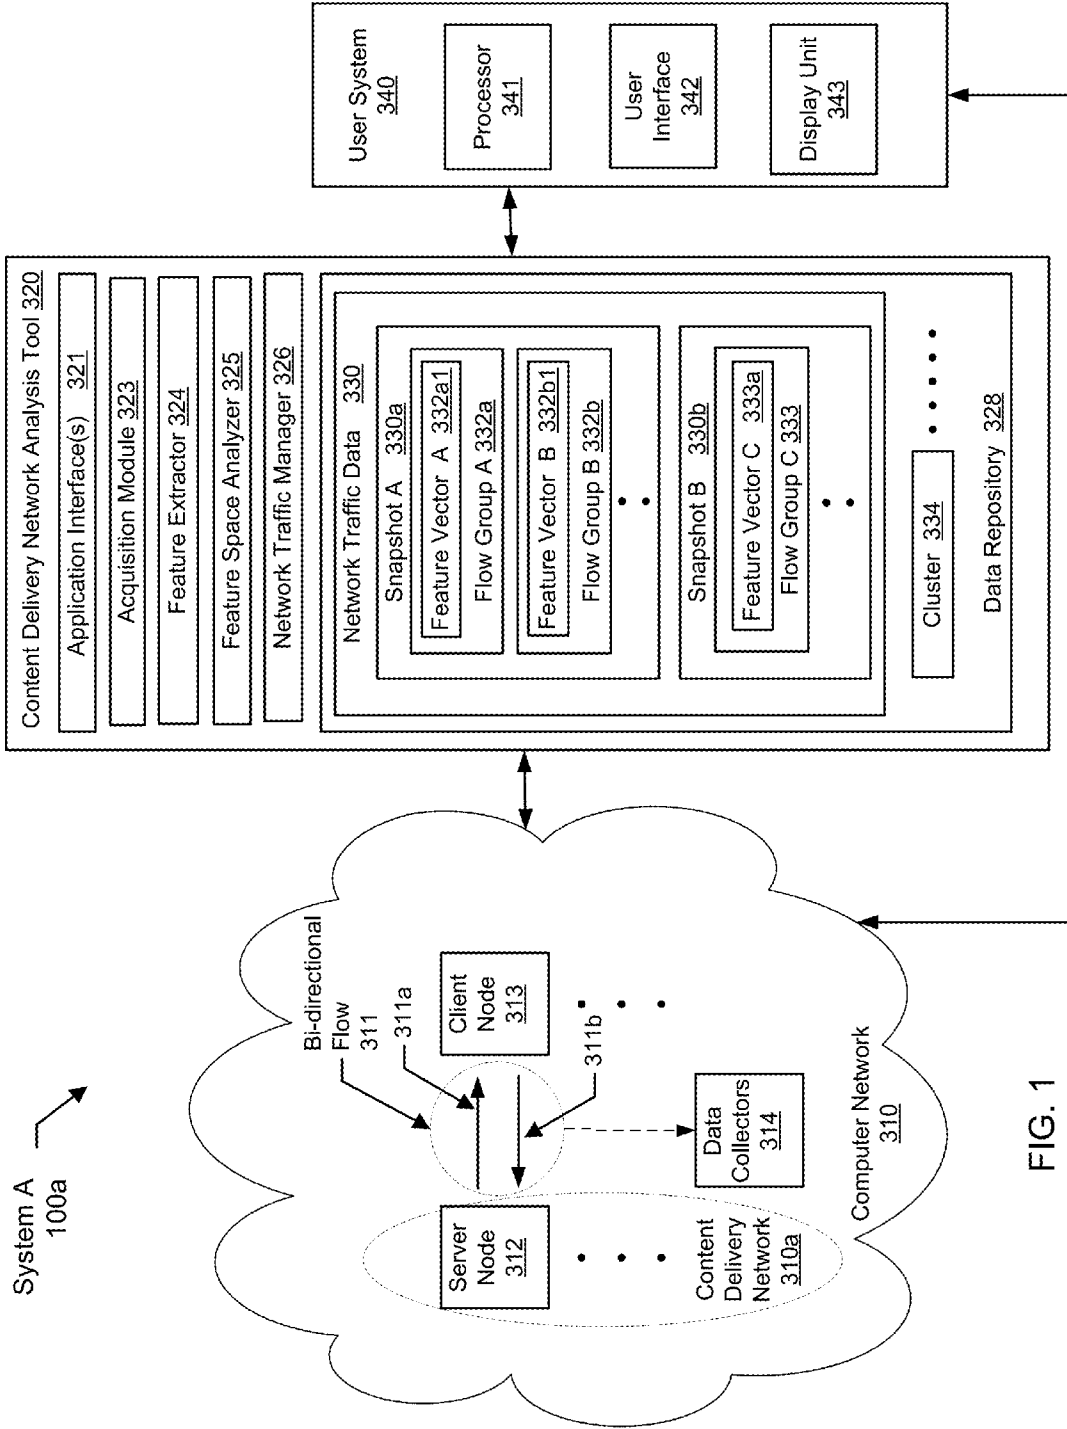 System A
100a
Bi-directional
Flow
311
311a
311b
Server
Node
312
Client
Node
313
Data
Collectors
314
Content
Delivery
Network
310a
Computer Network
310
Content Delivery Network Analysis Tool 320
Application Interface(s) 321
Acquisition Module 323
Feature Extractor 324
Feature Space Analyzer 325
Network Traffic Manager 326
Network Traffic Data 330
Snapshot A 330a
Feature Vector A 332a1
Flow Group A 332a
Feature Vector B 332b1
Flow Group B 332b
Snapshot B 330b
Feature Vector C 333a
Flow Group C 333
Cluster 334
Data Repository 328
User System
340
Processor
341
User
Interface
342
Display Unit
343
FIG. 1